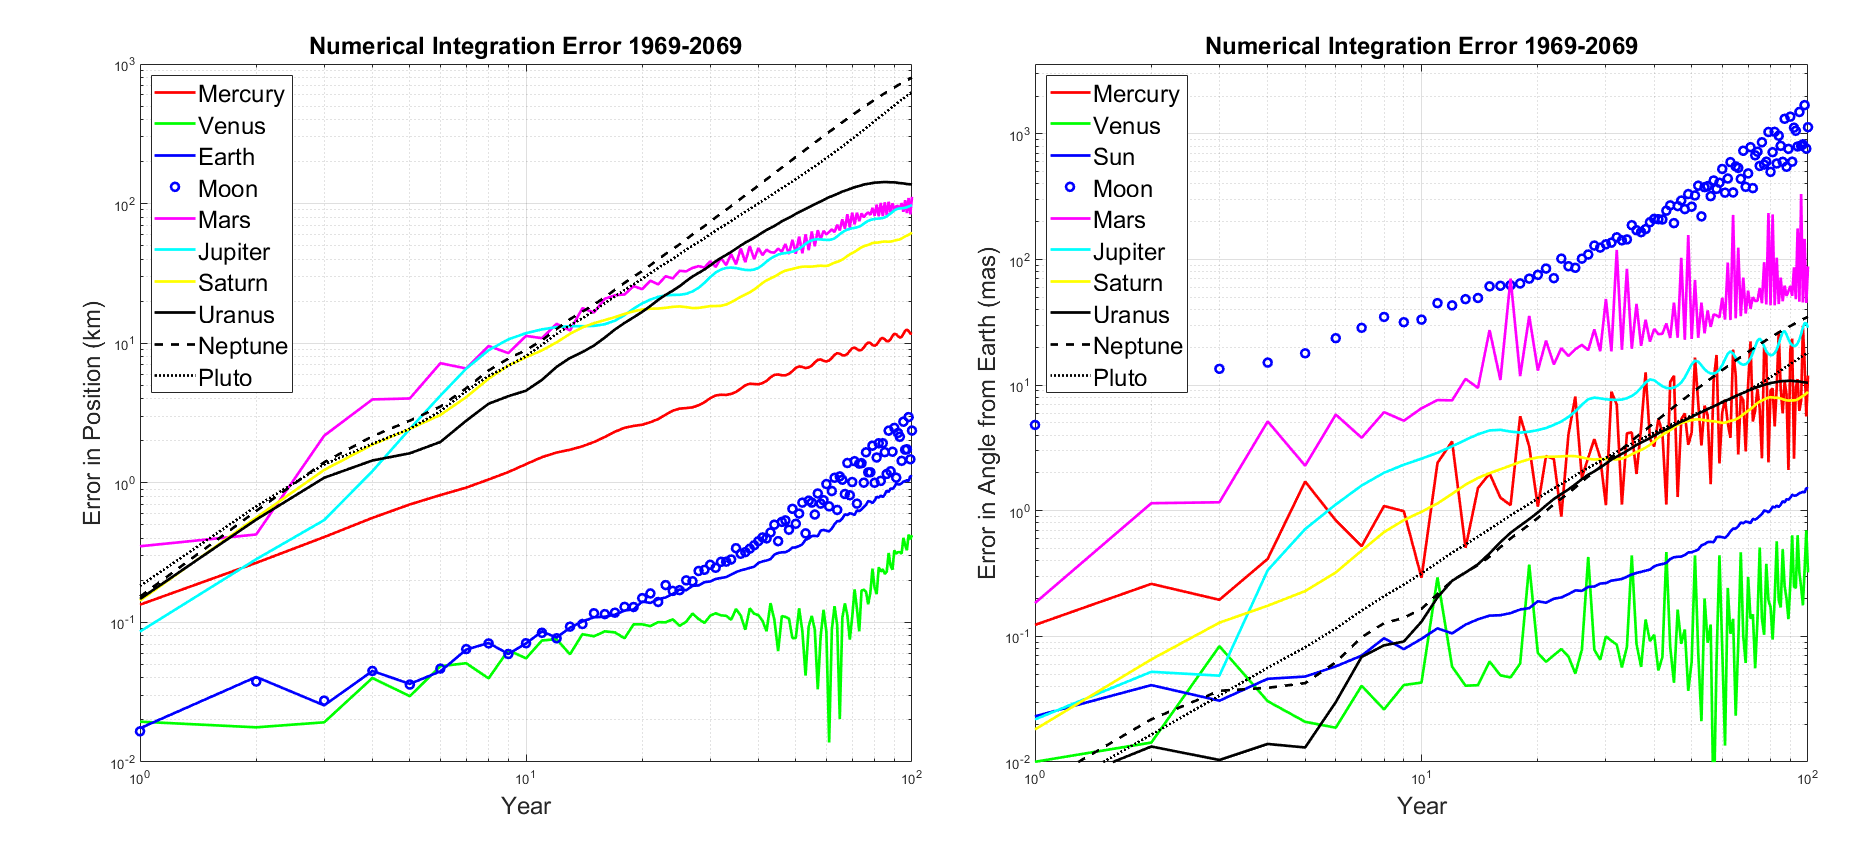 Numerical Integration Error 1969-2069
10^3
10^2
10^1
10^0
10^-1
10^-2
Error in Position (km)
Mercury
Venus
Earth
Moon
Mars
Jupiter
Saturn
Uranus
Neptune
Pluto
10^0
10^1
10^2
Year
Numerical Integration Error 1969-2069
10^3
10^2
10^1
10^0
10^-1
10^-2
Error in Angle from Earth (mas)
Mercury
Venus
Sun
Moon
Mars
Jupiter
Saturn
Uranus
Neptune
Pluto
10^0
10^1
10^2
Year